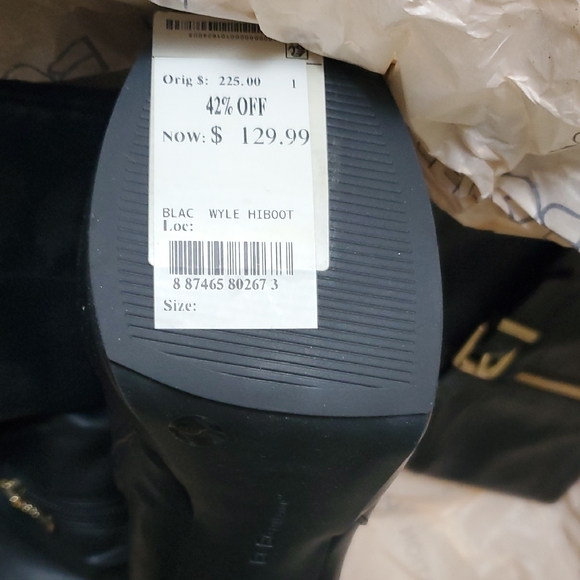 Orig $: 225.00 1
42% OFF
NOW: $ 129.99
BLAC WYLE HIBOOT
Loc:
8 87465 80267 3
Size: